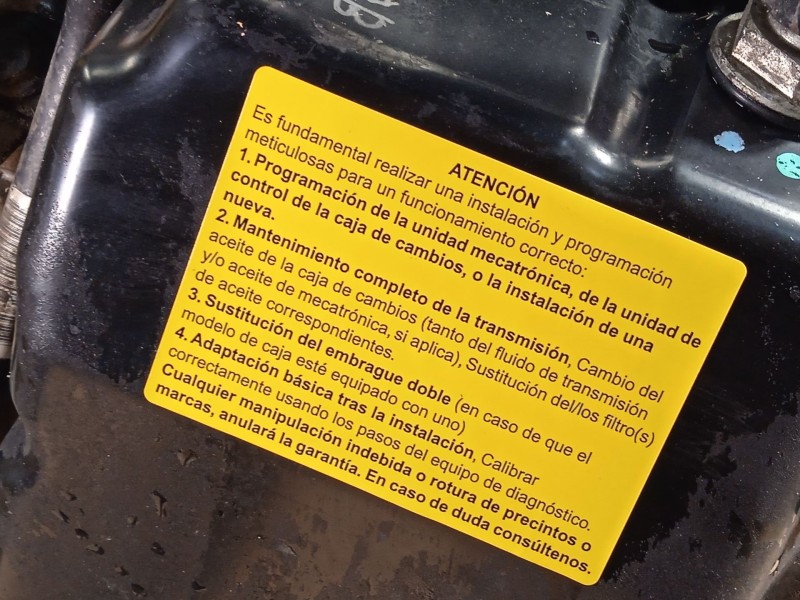 ATENCIÓN
Es fundamental realizar una instalación y programación
meticulosas para un funcionamiento correcto:
1. Programación de la unidad mecatrónica, de la unidad de
control de la caja de cambios, o la instalación de una
nueva.
2. Mantenimiento completo de la transmisión, Cambio del
aceite de la caja de cambios (tanto del fluido de transmisión
y/o aceite de mecatrónica, si aplica), Sustitución del/los filtro(s)
de aceite correspondientes.
3. Sustitución del embrague doble (en caso de que el
modelo de caja esté equipado con uno)
4. Adaptación básica tras la instalación, Calibrar
correctamente usando los pasos del equipo de diagnóstico.
Cualquier manipulación indebida o rotura de precintos o
marcas, anulará la garantía. En caso de duda consúltenos.